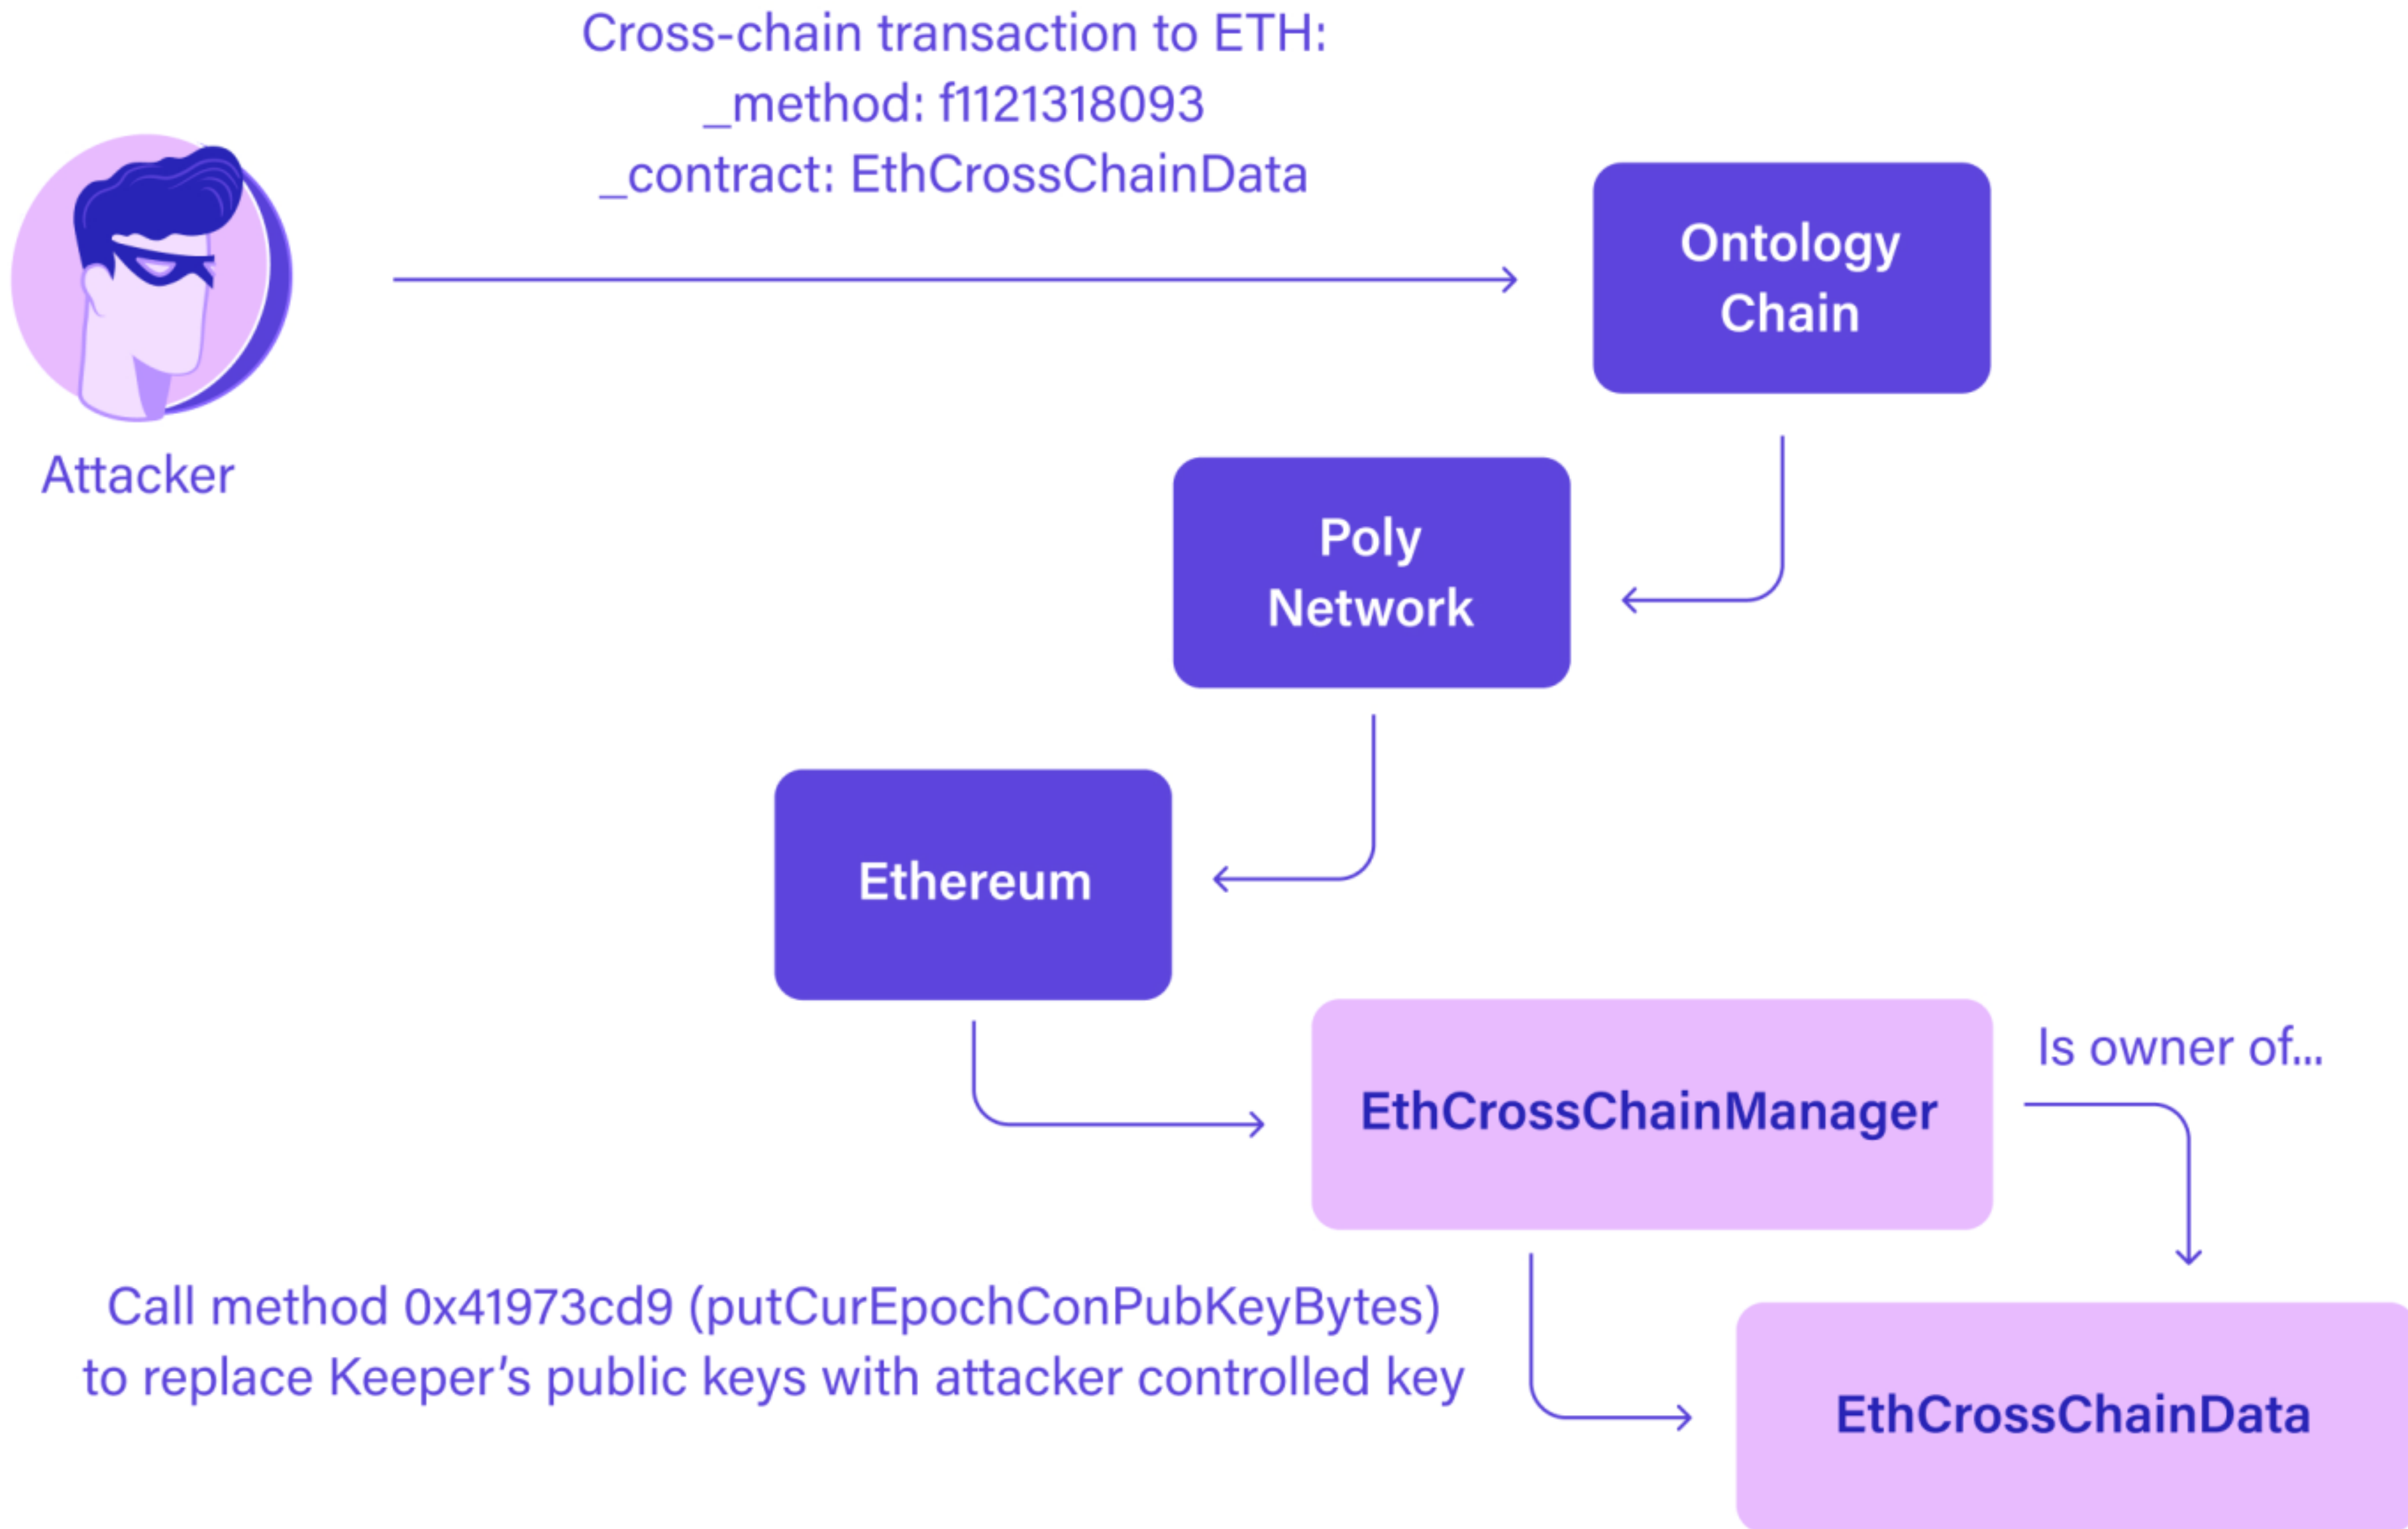 Cross-chain transaction to ETH:
_method: f1121318093
_contract: EthCrossChainData
Attacker
Ontology
Chain
Poly
Network
Ethereum
EthCrossChainManager
Is owner of...
Call method 0x41973cd9 (putCurEpochConPubKeyBytes)
to replace Keeper’s public keys with attacker controlled key
EthCrossChainData